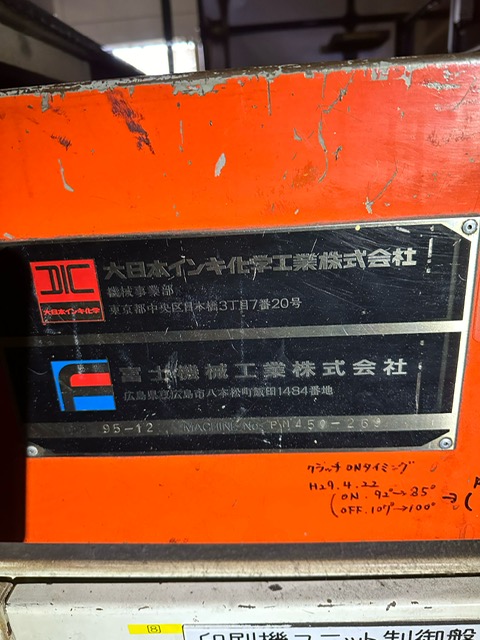 DIC
大日本インキ化学
大日本インキ化学工業株式会社
機械事業部
東京都中央区日本橋3丁目7番20号
富士機械工業株式会社
広島県東広島市八本松町飯田1484番地
95-12 MACHINE No.
クラッチ ONタイミング
H29.4.22
(ON. 92°→85°
(OFF. 107°→100°
8
印刷機ユニット制御盤